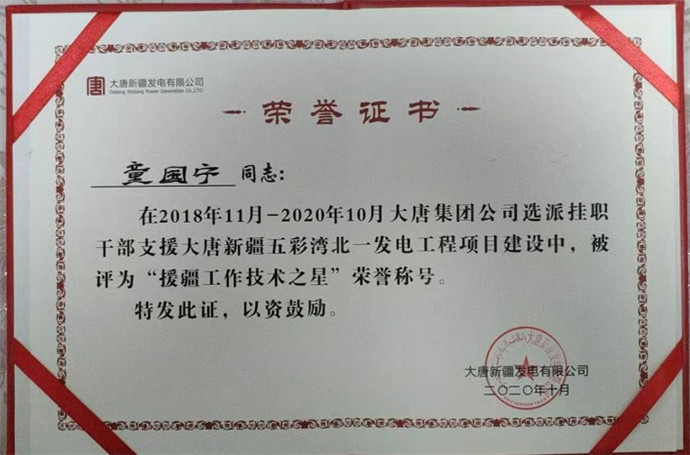 大唐新疆发电有限公司
Datang Xinjiang Power Generation Co.,LTD.
荣誉证书
童国宇 同志：
在2018年11月-2020年10月大唐集团公司选派挂职
干部支援大唐新疆五彩湾北一发电工程项目建设中，被
评为“援疆工作技术之星”荣誉称号。
特发此证，以资鼓励。
大唐新疆发电有限公司
二〇二〇年十月